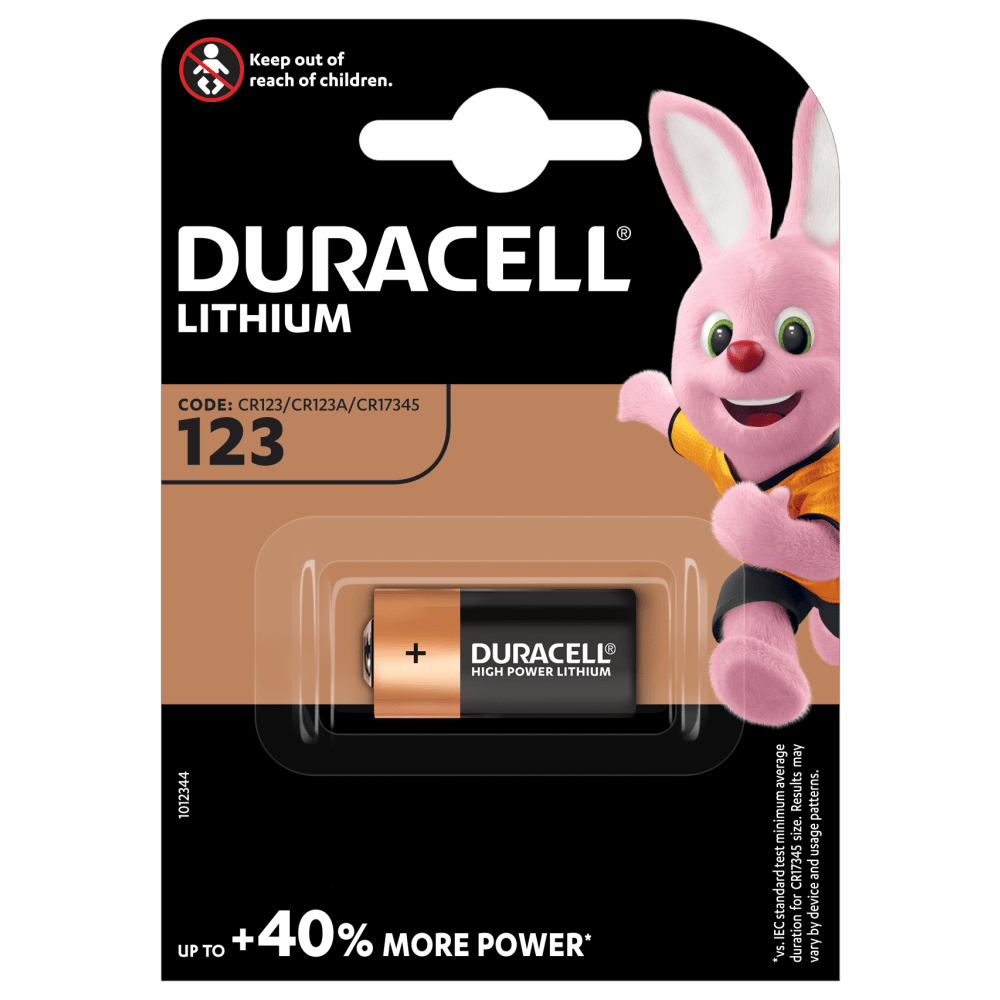 Keep out of
reach of children.
DURACELL®
LITHIUM
CODE: CR123/CR123A/CR17345
123
+
DURACELL®
HIGH POWER LITHIUM
1012344
UP TO +40% MORE POWER*
*vs. IEC standard test minimum average
duration for CR17345 size. Results may
vary by device and usage patterns.